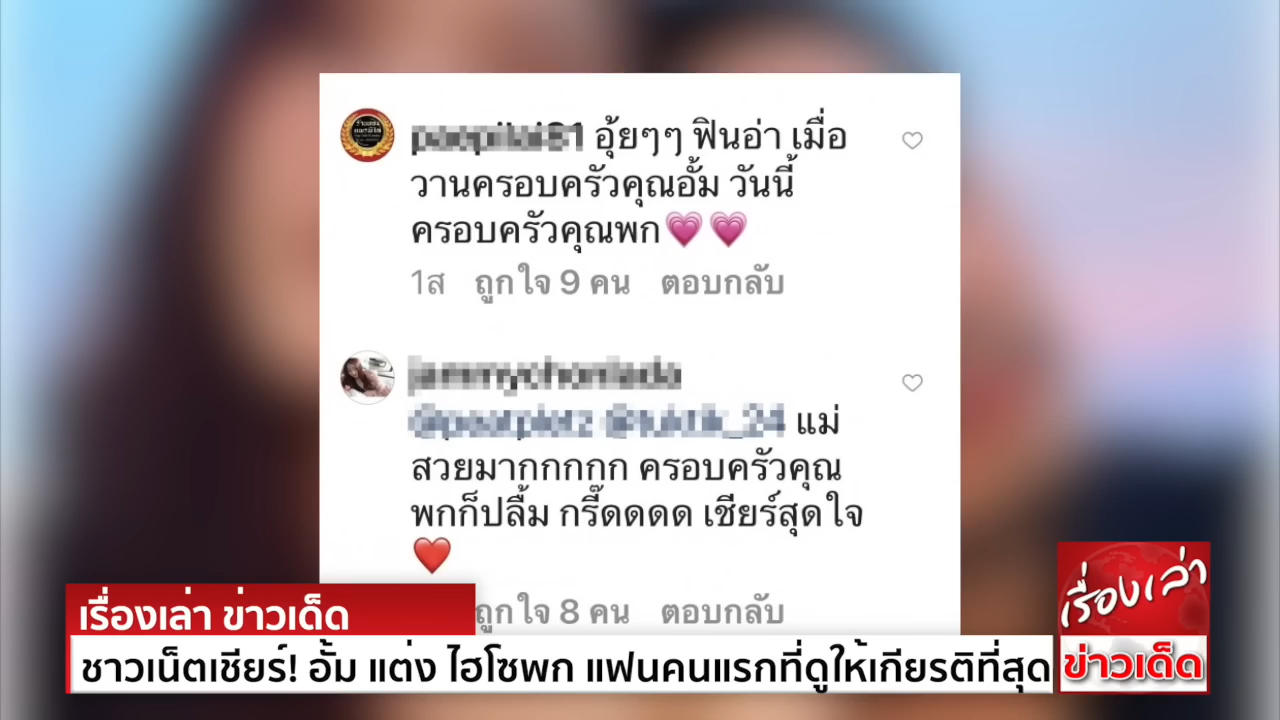 อุ้ยๆๆ ฟินอ่า เมื่อ
วานครอบครัวคุณอั้ม วันนี้
ครอบครัวคุณพก💗💗
1ส ถูกใจ 9 คน ตอบกลับ
แม่
สวยมากกกกก ครอบครัวคุณ
พกก็ปลื้ม กรี๊ดดดด เชียร์สุดใจ
❤️
ถูกใจ 8 คน ตอบกลับ
เรื่องเล่า ข่าวเด็ด
ชาวเน็ตเชียร์! อั้ม แต่ง ไฮโซพก แฟนคนแรกที่ดูให้เกียรติที่สุด
เรื่องเล่า
ข่าวเด็ด